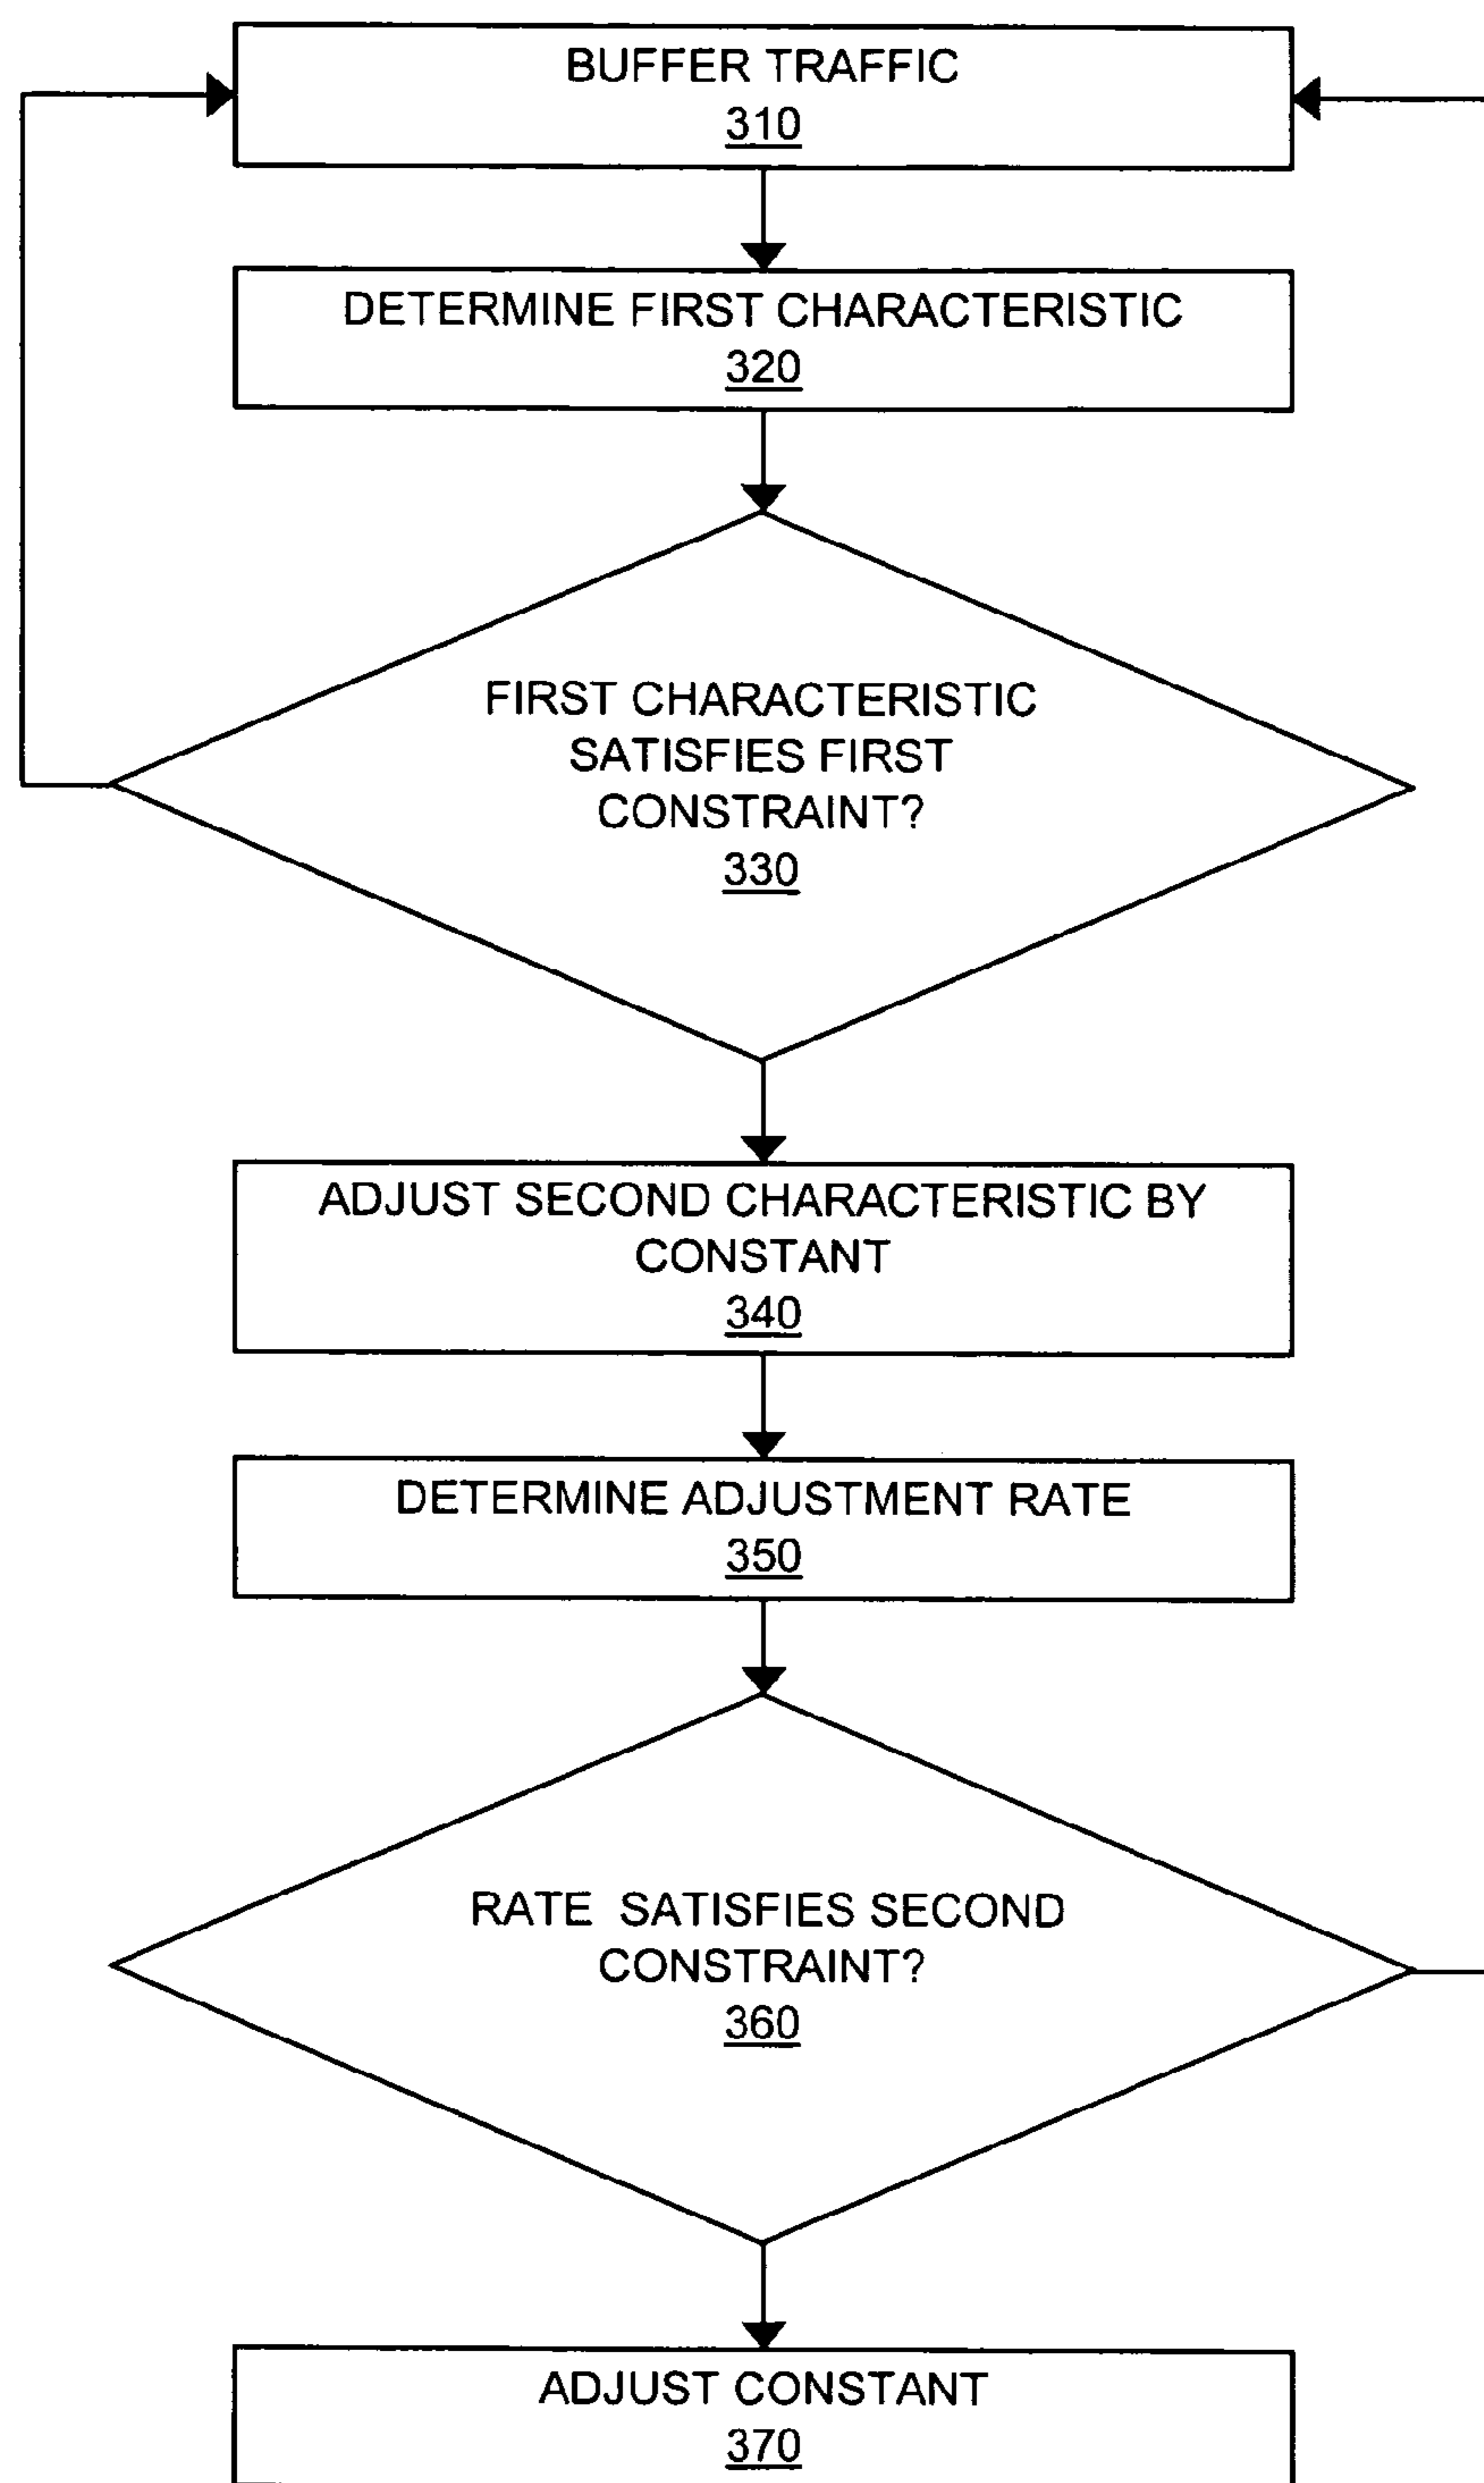 BUFFER TRAFFIC
310
DETERMINE FIRST CHARACTERISTIC
320
FIRST CHARACTERISTIC
SATISFIES FIRST
CONSTRAINT?
330
ADJUST SECOND CHARACTERISTIC BY
CONSTANT
340
DETERMINE ADJUSTMENT RATE
350
RATE SATISFIES SECOND
CONSTRAINT?
360
ADJUST CONSTANT
370